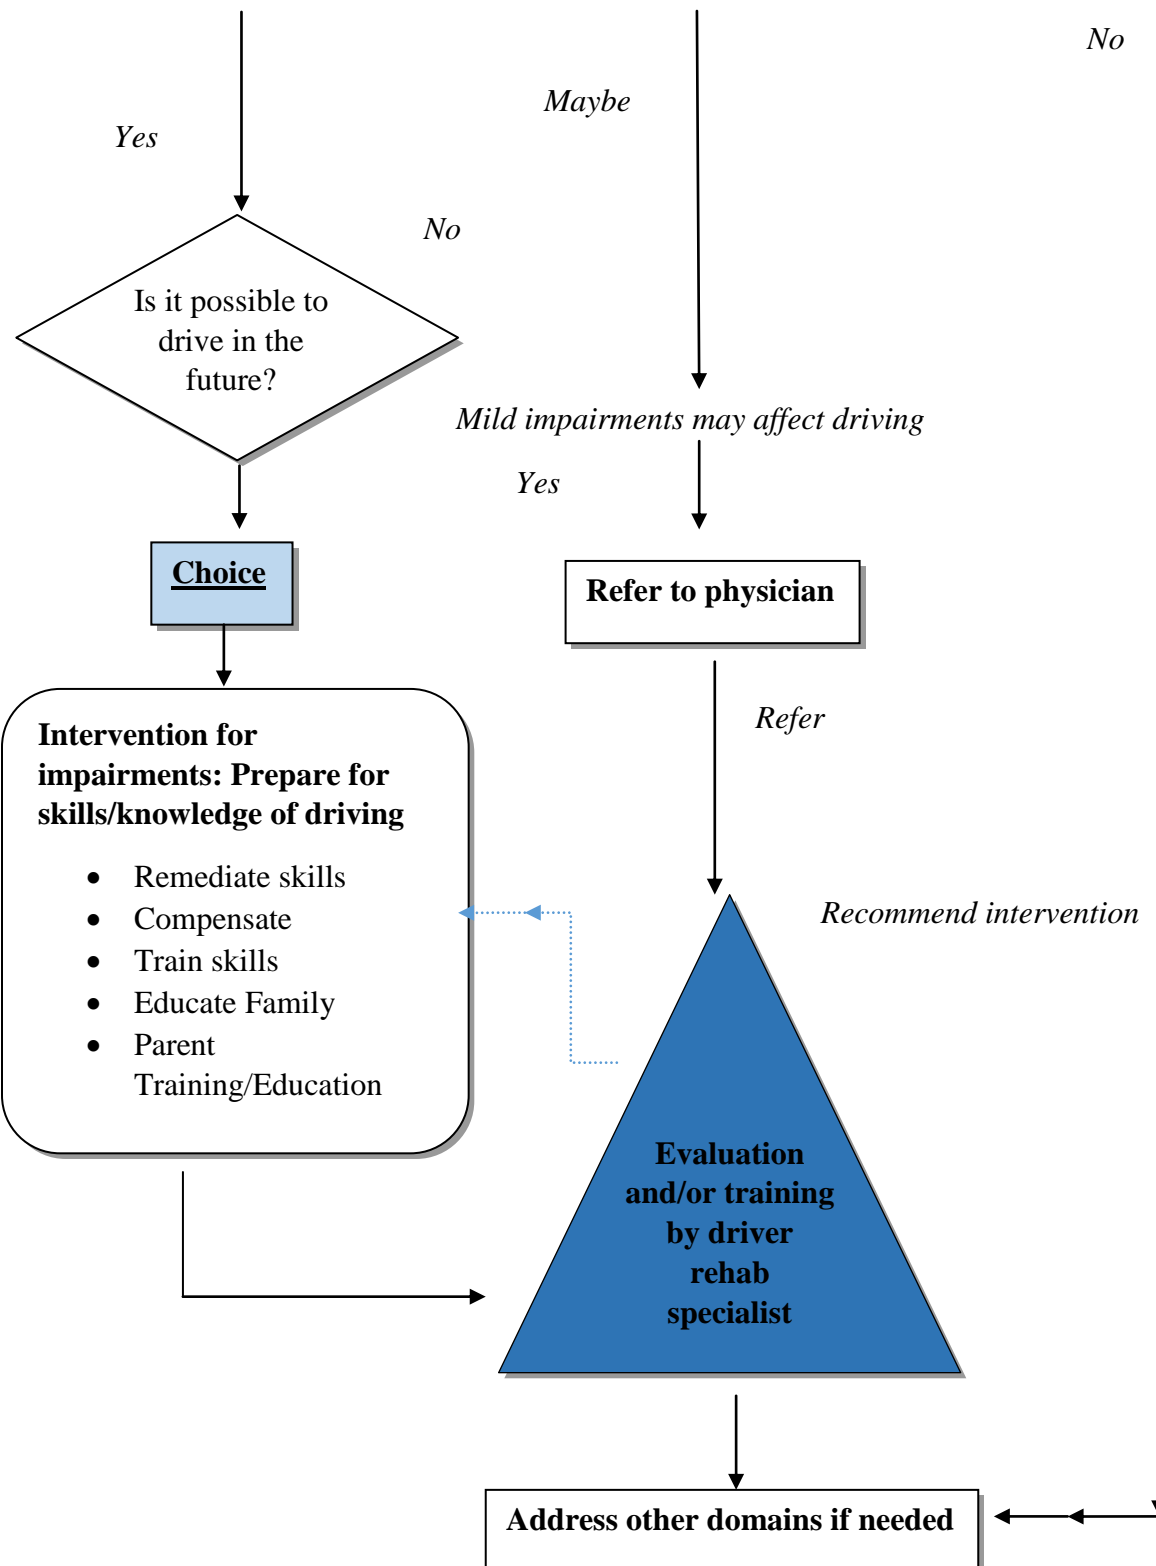 No
Maybe
Yes
No
Is it possible to
drive in the
future?
Mild impairments may affect driving
Yes
Choice
Refer to physician
Refer
Intervention for
impairments: Prepare for
skills/knowledge of driving
• Remediate skills
• Compensate
• Train skills
• Educate Family
• Parent
Training/Education
Recommend intervention
Evaluation
and/or training
by driver
rehab
specialist
Address other domains if needed